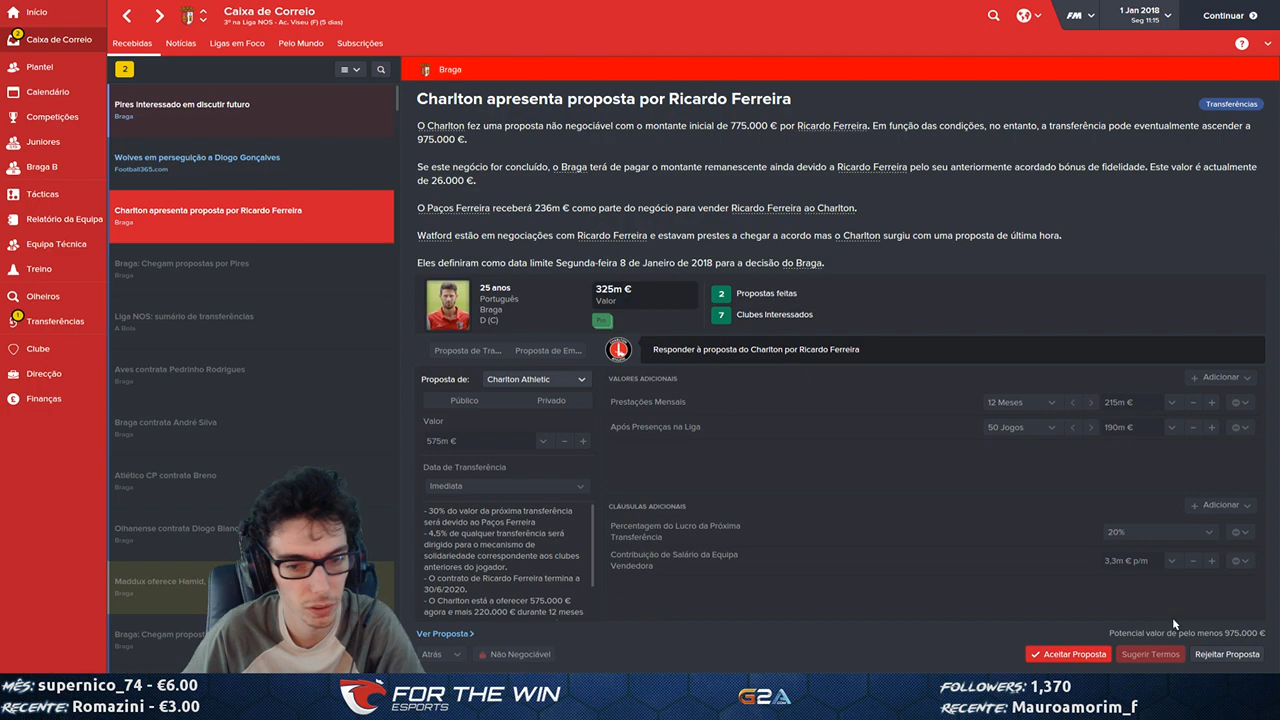 Início
Caixa de Correio
3º na Liga NOS - Ac. Viseu (F) (5 dias)
FM
1 Jan 2018
Seg 11:15
Continuar
2
Caixa de Correio
Recebidas
Notícias
Ligas em Foco
Pelo Mundo
Subscrições
?
Plantel
Calendário
Competições
Juniores
Braga B
Tácticas
Relatório da Equipa
Equipa Técnica
Treino
Olheiros
1
Transferências
Clube
Direcção
Finanças
2
Pires interessado em discutir futuro
Braga
Wolves em perseguição a Diogo Gonçalves
Football365.com
Charlton apresenta proposta por Ricardo Ferreira
Braga
Braga: Chegam propostas por Pires
Braga
Liga NOS: sumário de transferências
A Bola
Aves contrata Pedrinho Rodrigues
Braga
Braga contrata André Silva
Braga
Atlético CP contrata Breno
Braga
Olhanense contrata Diogo Bian
Braga
Maddux oferece Hamid,
Braga
Braga: Chegam propost
Braga
Braga
Charlton apresenta proposta por Ricardo Ferreira
Transferências
O Charlton fez uma proposta não negociável com o montante inicial de 775.000 € por Ricardo Ferreira. Em função das condições, no entanto, a transferência pode eventualmente ascender a
975.000 €.
Se este negócio for concluído, o Braga terá de pagar o montante remanescente ainda devido a Ricardo Ferreira pelo seu anteriormente acordado bónus de fidelidade. Este valor é actualmente
de 26.000 €.
O Paços Ferreira receberá 236m € como parte do negócio para vender Ricardo Ferreira ao Charlton.
Watford estão em negociações com Ricardo Ferreira e estavam prestes a chegar a acordo mas o Charlton surgiu com uma proposta de última hora.
Eles definiram como data limite Segunda-feira 8 de Janeiro de 2018 para a decisão do Braga.
25 anos
Português
Braga
D (C)
325m €
Valor
Pro
2 Propostas feitas
7 Clubes Interessados
Proposta de Tra...
Proposta de Em...
Responder à proposta do Charlton por Ricardo Ferreira
Proposta de:
Charlton Athletic
Público
Privado
Valor
575m €
Data de Transferência
Imediata
- 30% do valor da próxima transferência
será devido ao Paços Ferreira
- 4.5% de qualquer transferência será
dirigido para o mecanismo de
solidariedade correspondente aos clubes
anteriores do jogador.
- O contrato de Ricardo Ferreira termina a
30/6/2020.
- O Charlton está a oferecer 575.000 €
agora e mais 220.000 € durante 12 meses
VALORES ADICIONAIS
Adicionar
Prestações Mensais
12 Meses
215m €
Após Presenças na Liga
50 Jogos
190m €
CLÁUSULAS ADICIONAIS
Adicionar
Percentagem do Lucro da Próxima
Transferência
20%
Contribuição de Salário da Equipa
Vendedora
3,3m € p/m
Potencial valor de pelo menos 975.000 €
Ver Proposta >
Atrás
Não Negociável
Aceitar Proposta
Sugerir Termos
Rejeitar Proposta
MÊS: supernico_74 - €6.00
RECENTE: Romazini - €3.00
FOR THE WIN
ESPORTS
G2A
.COM
FOLLOWERS: 1,370
RECENTE: Mauroamorim_f